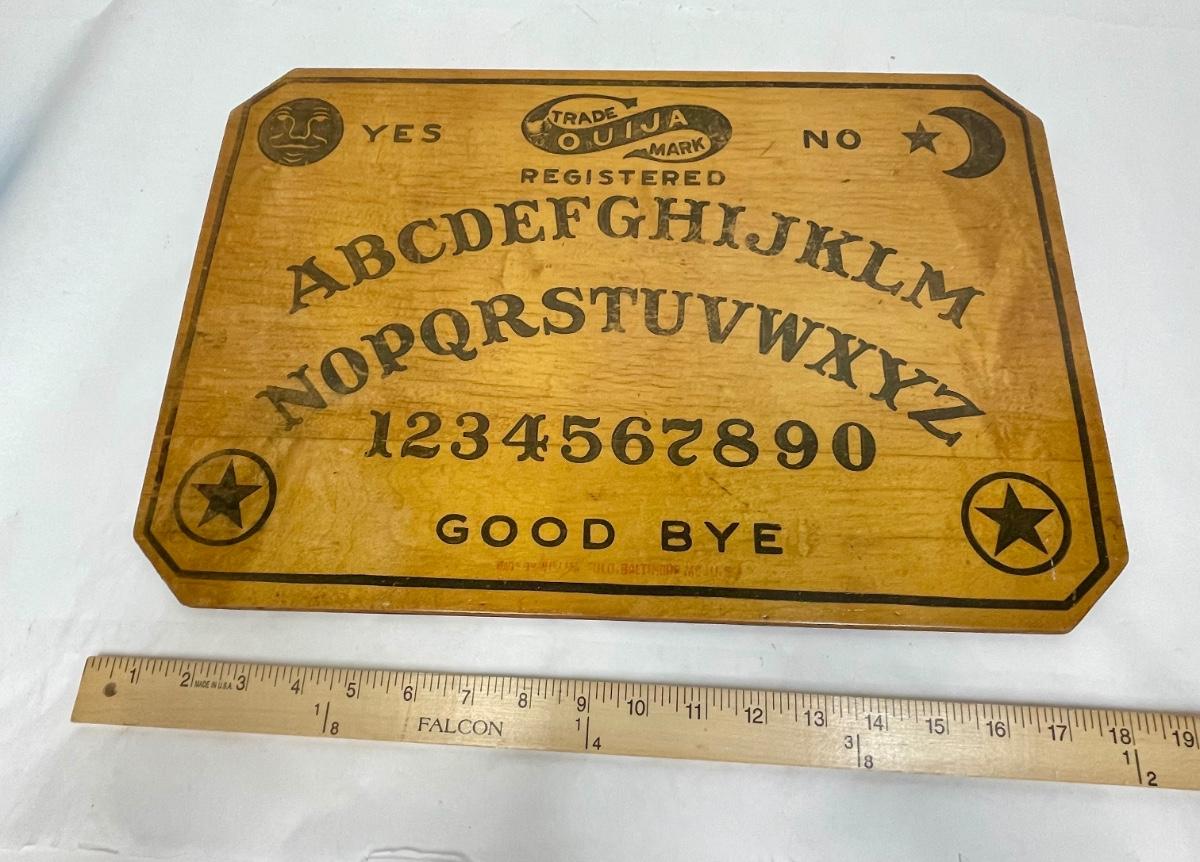 YES
TRADE
OUIJA
MARK
NO
REGISTERED
ABCDEFGHIJKLM
NOPQRSTUVWXYZ
1234567890
GOOD BYE
BALTIMORE
1 2 3 4 5 6 7 8 9 10 11 12 13 14 15 16 17 18 19
MADE IN U.S.A.
1/8 FALCON 1/4 3/8 1/2